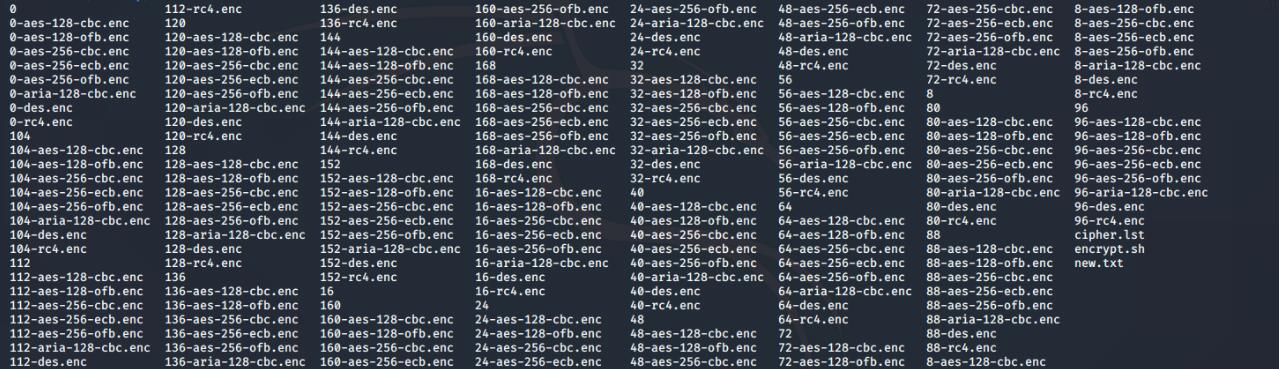 0 112-rc4.enc 136-des.enc 160-aes-256-ofb.enc 24-aes-256-ofb.enc 48-aes-256-ecb.enc 72-aes-256-cbc.enc 8-aes-128-ofb.enc
0-aes-128-cbc.enc 120 136-rc4.enc 160-aria-128-cbc.enc 24-aria-128-cbc.enc 48-aes-256-ofb.enc 72-aes-256-ecb.enc 8-aes-256-cbc.enc
0-aes-128-ofb.enc 120-aes-128-cbc.enc 144 160-des.enc 24-des.enc 48-aria-128-cbc.enc 72-aes-256-ofb.enc 8-aes-256-ecb.enc
0-aes-256-cbc.enc 120-aes-128-ofb.enc 144-aes-128-cbc.enc 160-rc4.enc 24-rc4.enc 48-des.enc 72-aria-128-cbc.enc 8-aes-256-ofb.enc
0-aes-256-ecb.enc 120-aes-256-cbc.enc 144-aes-128-ofb.enc 168 32 48-rc4.enc 72-des.enc 8-aria-128-cbc.enc
0-aes-256-ofb.enc 120-aes-256-ecb.enc 144-aes-256-cbc.enc 168-aes-128-cbc.enc 32-aes-128-cbc.enc 56 72-rc4.enc 8-des.enc
0-aria-128-cbc.enc 120-aes-256-ofb.enc 144-aes-256-ecb.enc 168-aes-128-ofb.enc 32-aes-128-ofb.enc 56-aes-128-cbc.enc 8 8-rc4.enc
0-des.enc 120-aria-128-cbc.enc 144-aes-256-ofb.enc 168-aes-256-cbc.enc 32-aes-256-cbc.enc 56-aes-128-ofb.enc 80 96
0-rc4.enc 120-des.enc 144-aria-128-cbc.enc 168-aes-256-ecb.enc 32-aes-256-ecb.enc 56-aes-256-cbc.enc 80-aes-128-cbc.enc 96-aes-128-cbc.enc
104 120-rc4.enc 144-des.enc 168-aes-256-ofb.enc 32-aes-256-ofb.enc 56-aes-256-ecb.enc 80-aes-128-ofb.enc 96-aes-128-ofb.enc
104-aes-128-cbc.enc 128 144-rc4.enc 168-aria-128-cbc.enc 32-aria-128-cbc.enc 56-aes-256-ofb.enc 80-aes-256-cbc.enc 96-aes-256-cbc.enc
104-aes-128-ofb.enc 128-aes-128-cbc.enc 152 168-des.enc 32-des.enc 56-aria-128-cbc.enc 80-aes-256-ecb.enc 96-aes-256-ecb.enc
104-aes-256-cbc.enc 128-aes-128-ofb.enc 152-aes-128-cbc.enc 168-rc4.enc 32-rc4.enc 56-des.enc 80-aes-256-ofb.enc 96-aes-256-ofb.enc
104-aes-256-ecb.enc 128-aes-256-cbc.enc 152-aes-128-ofb.enc 16-aes-128-cbc.enc 40 56-rc4.enc 80-aria-128-cbc.enc 96-aria-128-cbc.enc
104-aes-256-ofb.enc 128-aes-256-ecb.enc 152-aes-256-cbc.enc 16-aes-128-ofb.enc 40-aes-128-cbc.enc 64 80-des.enc 96-des.enc
104-aria-128-cbc.enc 128-aes-256-ofb.enc 152-aes-256-ecb.enc 16-aes-256-cbc.enc 40-aes-128-ofb.enc 64-aes-128-cbc.enc 80-rc4.enc 96-rc4.enc
104-des.enc 128-aria-128-cbc.enc 152-aes-256-ofb.enc 16-aes-256-ecb.enc 40-aes-256-cbc.enc 64-aes-128-ofb.enc 88 cipher.lst
104-rc4.enc 128-des.enc 152-aria-128-cbc.enc 16-aes-256-ofb.enc 40-aes-256-ecb.enc 64-aes-256-cbc.enc 88-aes-128-cbc.enc encrypt.sh
112 128-rc4.enc 152-des.enc 16-aria-128-cbc.enc 40-aes-256-ofb.enc 64-aes-256-ecb.enc 88-aes-128-ofb.enc new.txt
112-aes-128-cbc.enc 136 152-rc4.enc 16-des.enc 40-aria-128-cbc.enc 64-aes-256-ofb.enc 88-aes-256-cbc.enc
112-aes-128-ofb.enc 136-aes-128-cbc.enc 16 16-rc4.enc 40-des.enc 64-aria-128-cbc.enc 88-aes-256-ecb.enc
112-aes-256-cbc.enc 136-aes-128-ofb.enc 160 24 40-rc4.enc 64-des.enc 88-aes-256-ofb.enc
112-aes-256-ecb.enc 136-aes-256-cbc.enc 160-aes-128-cbc.enc 24-aes-128-cbc.enc 48 64-rc4.enc 88-aria-128-cbc.enc
112-aes-256-ofb.enc 136-aes-256-ecb.enc 160-aes-128-ofb.enc 24-aes-128-ofb.enc 48-aes-128-cbc.enc 72 88-des.enc
112-aria-128-cbc.enc 136-aes-256-ofb.enc 160-aes-256-cbc.enc 24-aes-256-cbc.enc 48-aes-128-ofb.enc 72-aes-128-cbc.enc 88-rc4.enc
112-des.enc 136-aria-128-cbc.enc 160-aes-256-ecb.enc 24-aes-256-ecb.enc 48-aes-256-cbc.enc 72-aes-128-ofb.enc 8-aes-128-cbc.enc